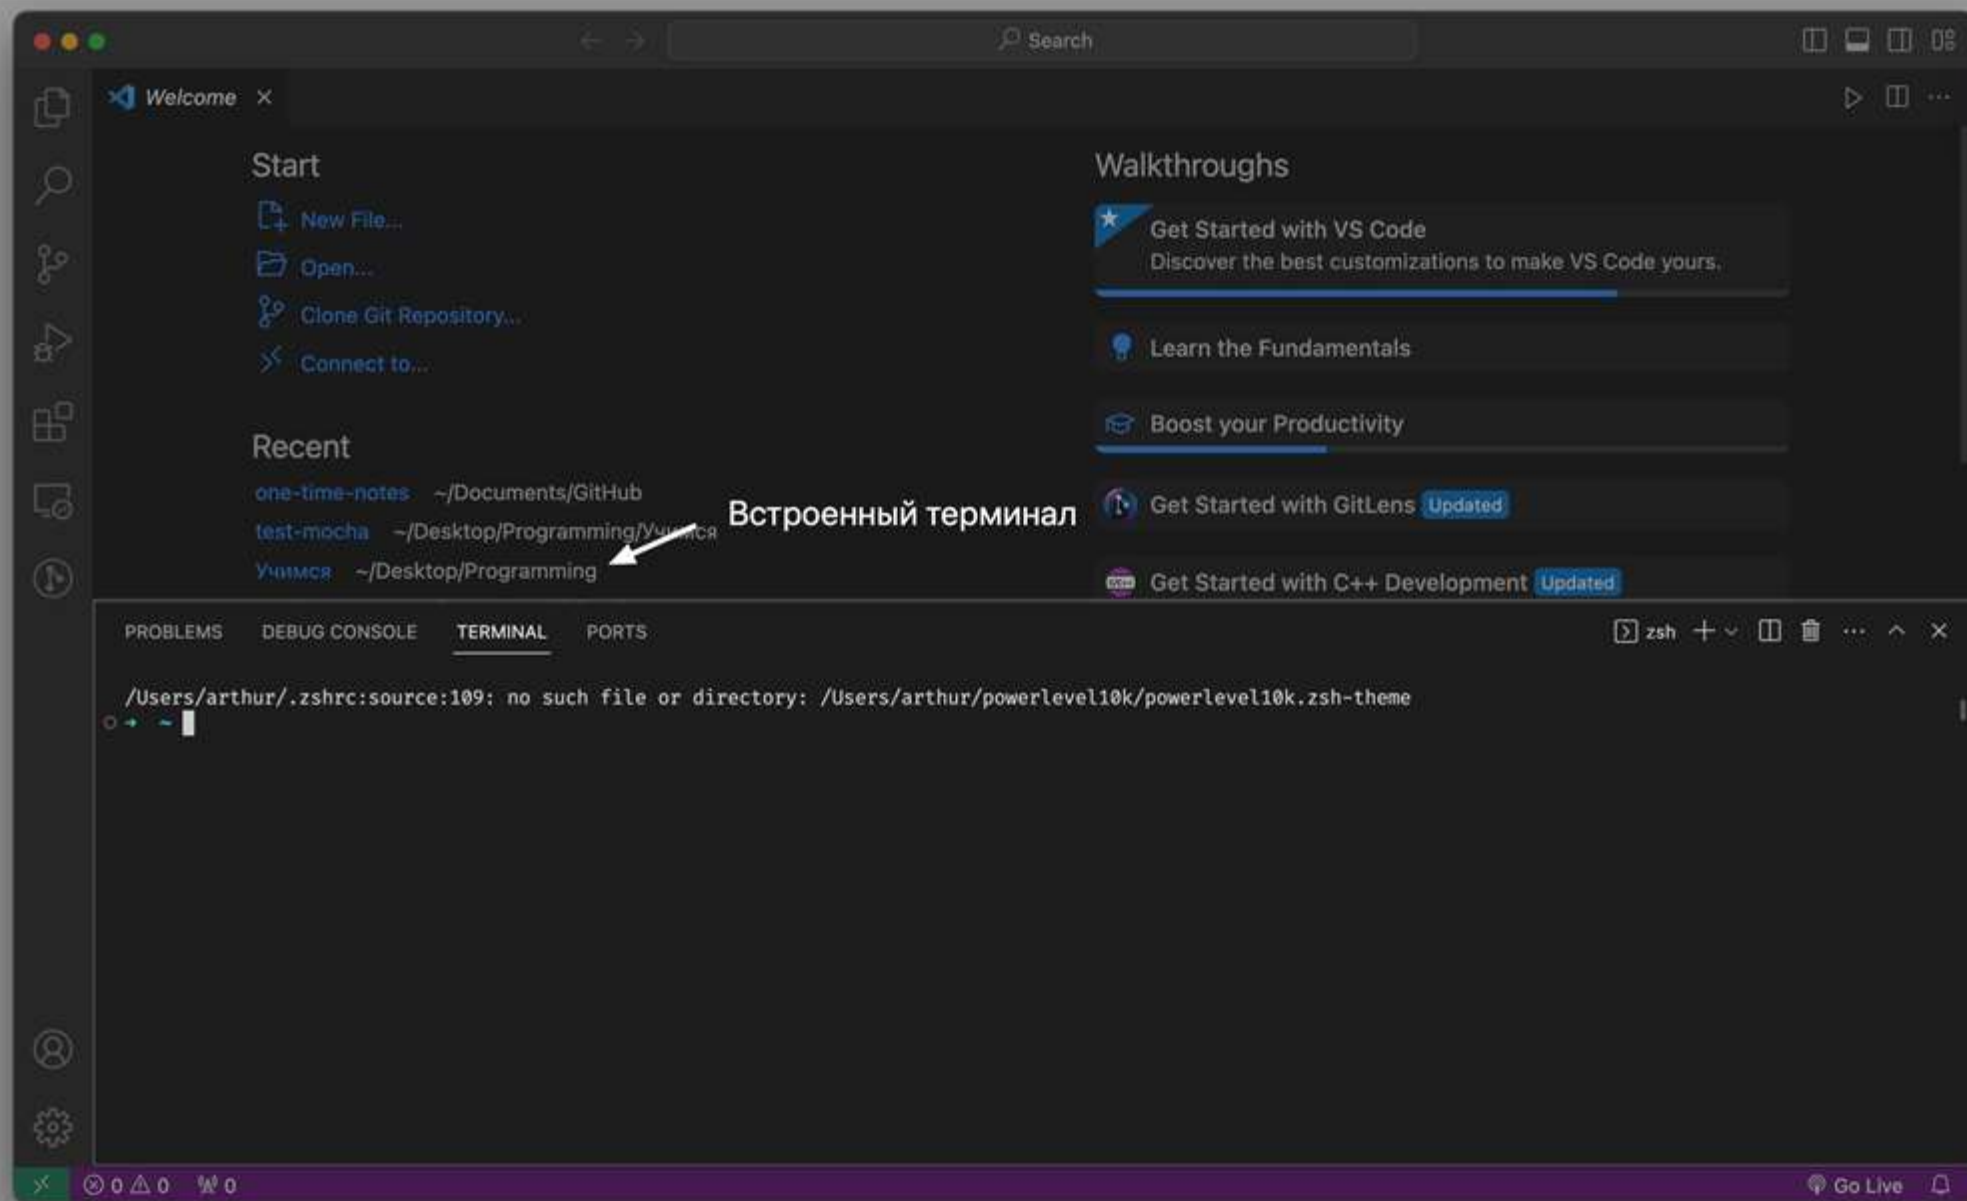 Search
Welcome
Start
New File...
Open...
Clone Git Repository...
Connect to...
Recent
one-time-notes ~/Documents/GitHub
test-mocha ~/Desktop/Programming/Учимся
Учимся ~/Desktop/Programming
Встроенный терминал
Walkthroughs
Get Started with VS Code
Discover the best customizations to make VS Code yours.
Learn the Fundamentals
Boost your Productivity
Get Started with GitLens Updated
Get Started with C++ Development Updated
PROBLEMS DEBUG CONSOLE TERMINAL PORTS zsh
/Users/arthur/.zshrc:source:109: no such file or directory: /Users/arthur/powerlevel10k/powerlevel10k.zsh-theme
→ ~
0 0 0 Go Live